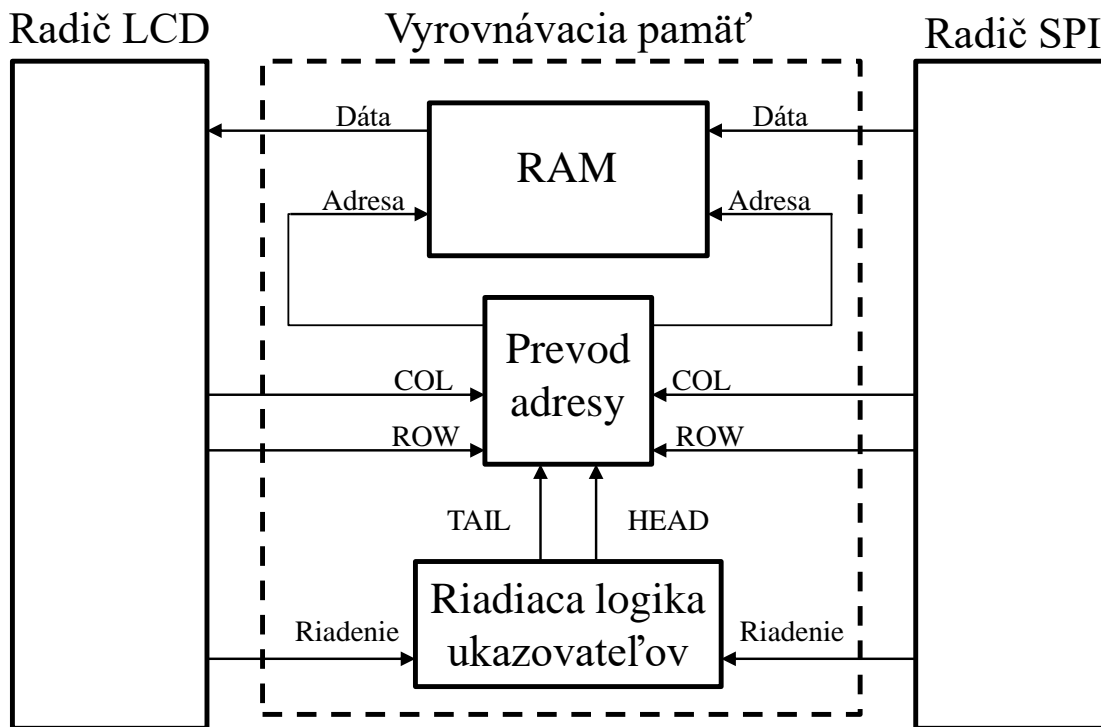 Radič LCD
Vyrovnávacia pamäť
Radič SPI
Dáta
Dáta
RAM
Adresa
Adresa
Prevod
adresy
COL
COL
ROW
ROW
TAIL
HEAD
Riadiaca logika
ukazovateľov
Riadenie
Riadenie